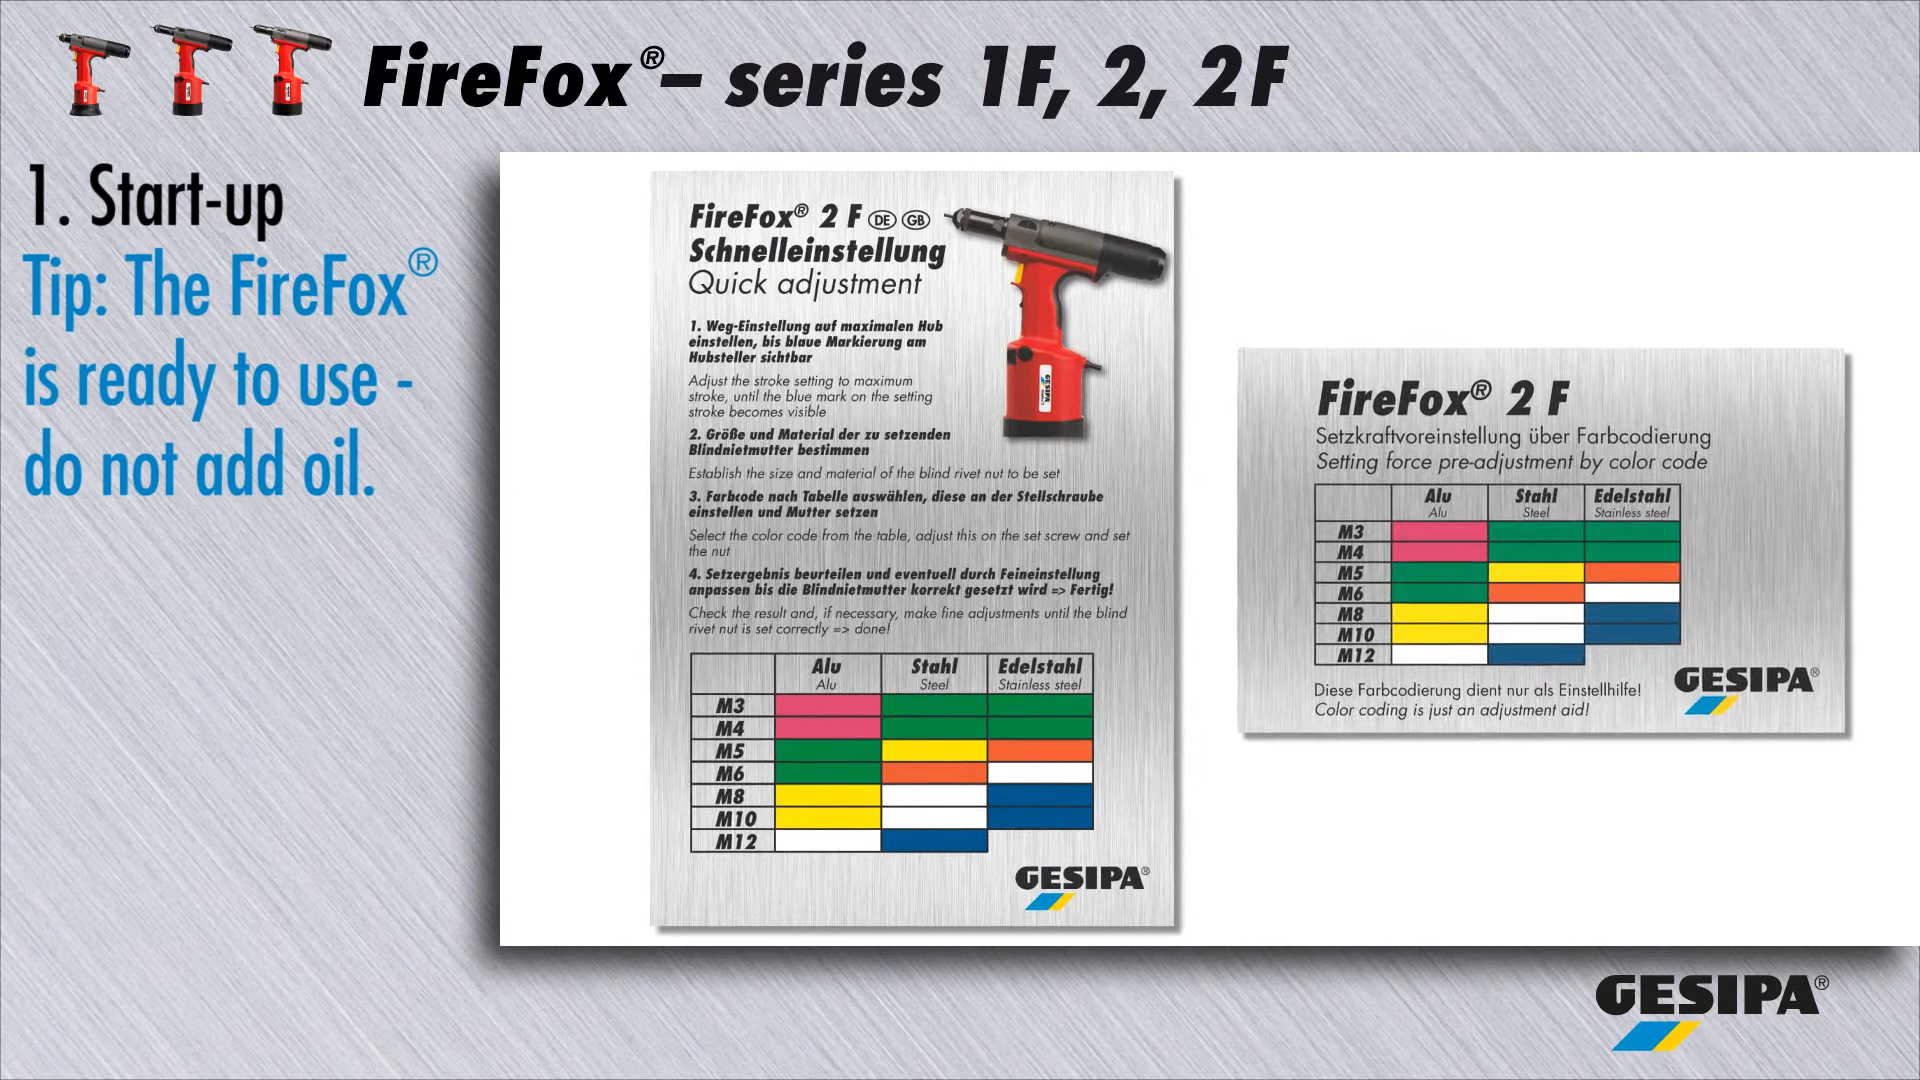 FireFox® – series 1F, 2, 2F
1. Start-up
Tip: The FireFox®
is ready to use -
do not add oil.
FireFox® 2 F DE GB
Schnelleinstellung
Quick adjustment
1. Weg-Einstellung auf maximalen Hub
einstellen, bis blaue Markierung am
Hubsteller sichtbar
Adjust the stroke setting to maximum
stroke, until the blue mark on the setting
stroke becomes visible
2. Größe und Material der zu setzenden
Blindnietmutter bestimmen
Establish the size and material of the blind rivet nut to be set
3. Farbcode nach Tabelle auswählen, diese an der Stellschraube
einstellen und Mutter setzen
Select the color code from the table, adjust this on the set screw and set
the nut
4. Setzergebnis beurteilen und eventuell durch Feineinstellung
anpassen bis die Blindnietmutter korrekt gesetzt wird => Fertig!
Check the result and, if necessary, make fine adjustments until the blind
rivet nut is set correctly => done!
Alu Stahl Edelstahl
Alu Steel Stainless steel
M3
M4
M5
M6
M8
M10
M12
GESIPA®
GESIPA
FireFox® 2 F
Setzkraftvoreinstellung über Farbcodierung
Setting force pre-adjustment by color code
Alu Stahl Edelstahl
Alu Steel Stainless steel
M3
M4
M5
M6
M8
M10
M12
Diese Farbcodierung dient nur als Einstellhilfe!
Color coding is just an adjustment aid!
GESIPA®
GESIPA®